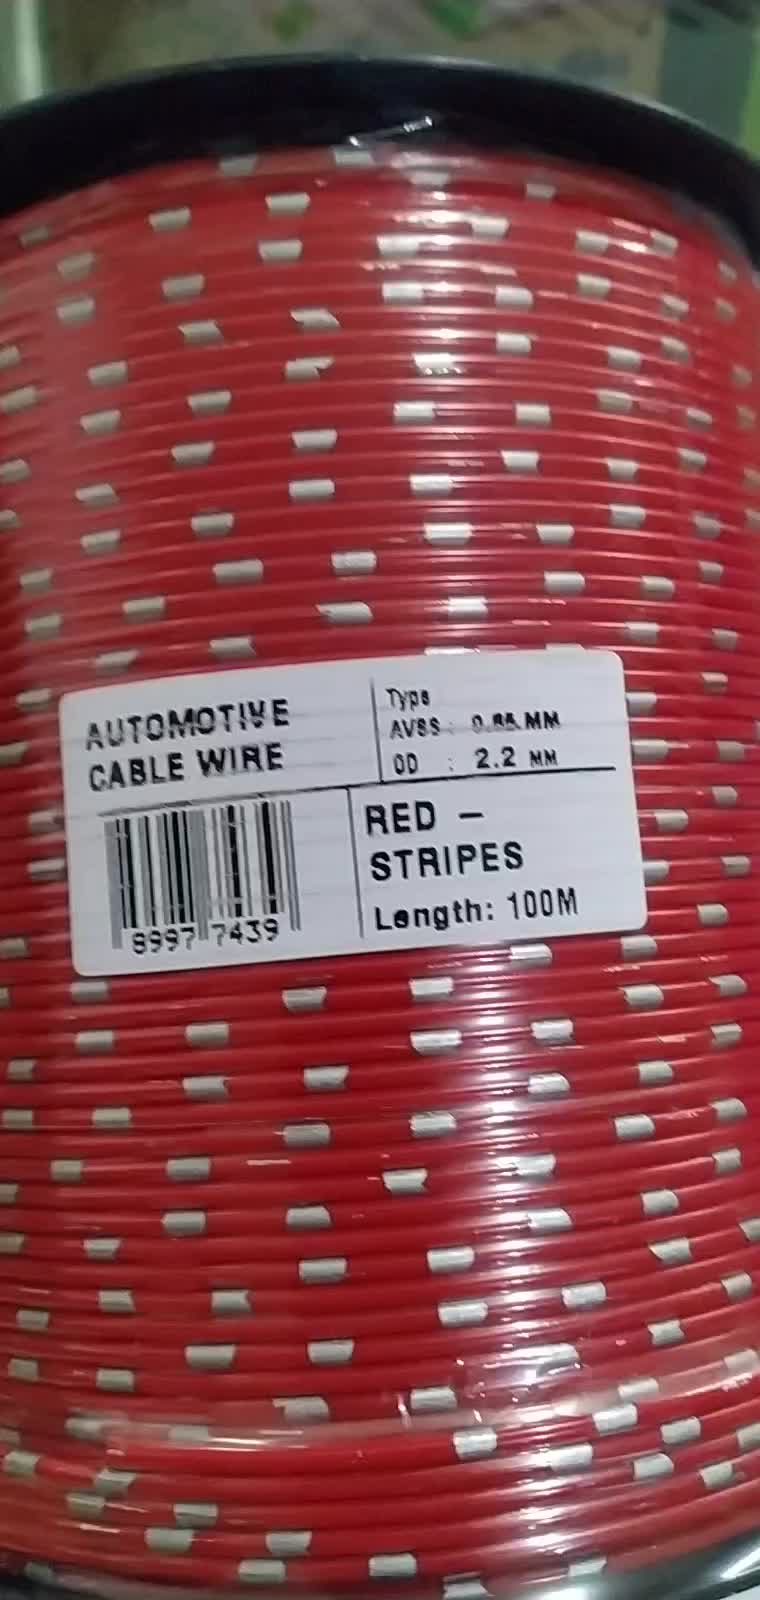 AUTOMOTIVE
CABLE WIRE
Type
AVSS : 0.85 MM
OD : 2.2 MM
RED -
STRIPES
Length: 100M
8997 7439